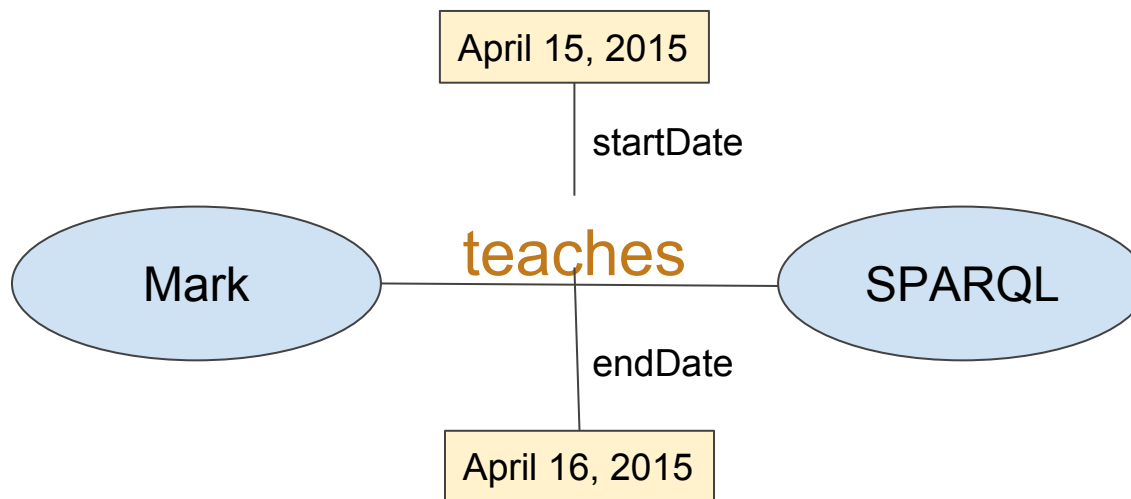 April 15, 2015
startDate
teaches
Mark
SPARQL
endDate
April 16, 2015